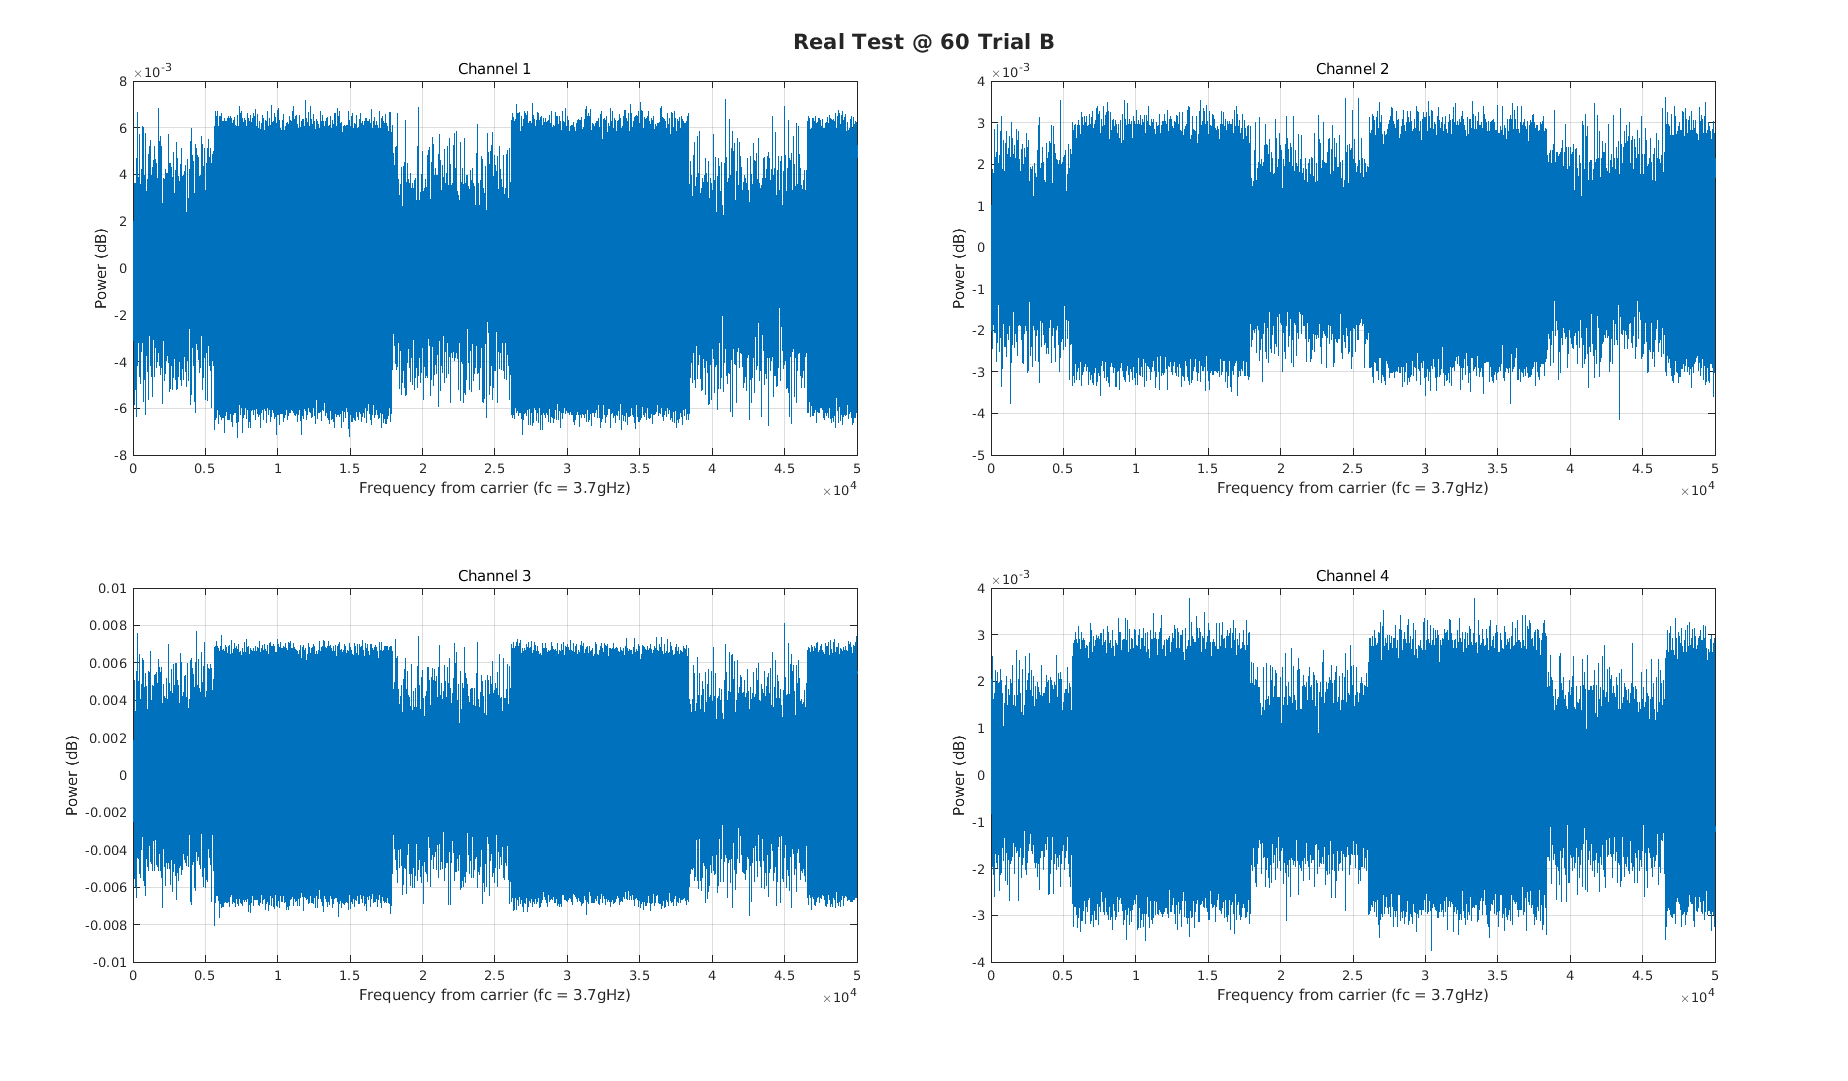 Real Test @ 60 Trial B
Channel 1
×10-3
8
6
4
2
0
-2
-4
-6
-8
Power (dB)
0 0.5 1 1.5 2 2.5 3 3.5 4 4.5 5
×104
Frequency from carrier (fc = 3.7gHz)
Channel 2
×10-3
4
3
2
1
0
-1
-2
-3
-4
-5
Power (dB)
0 0.5 1 1.5 2 2.5 3 3.5 4 4.5 5
×104
Frequency from carrier (fc = 3.7gHz)
Channel 3
0.01
0.008
0.006
0.004
0.002
0
-0.002
-0.004
-0.006
-0.008
-0.01
Power (dB)
0 0.5 1 1.5 2 2.5 3 3.5 4 4.5 5
×104
Frequency from carrier (fc = 3.7gHz)
Channel 4
×10-3
4
3
2
1
0
-1
-2
-3
-4
Power (dB)
0 0.5 1 1.5 2 2.5 3 3.5 4 4.5 5
×104
Frequency from carrier (fc = 3.7gHz)